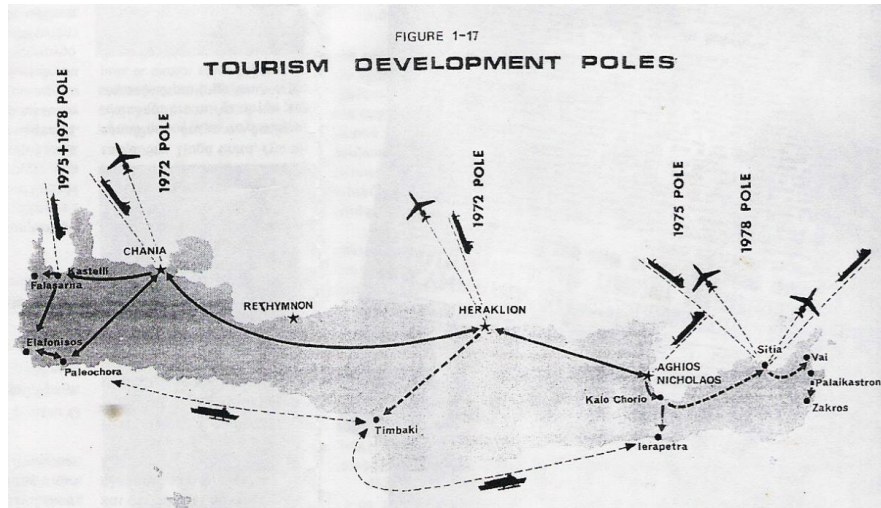 FIGURE 1-17
TOURISM DEVELOPMENT POLES
1975+1978 POLE
1972 POLE
1972 POLE
1975 POLE
1978 POLE
CHANIA
Kastelli
Falasarna
RETHYMNON
HERAKLION
Elafonisos
Paleochora
Sitia
Vai
AGHIOS
NICHOLAOS
Palaikastron
Kalo Chorio
Zakros
Timbaki
Ierapetra